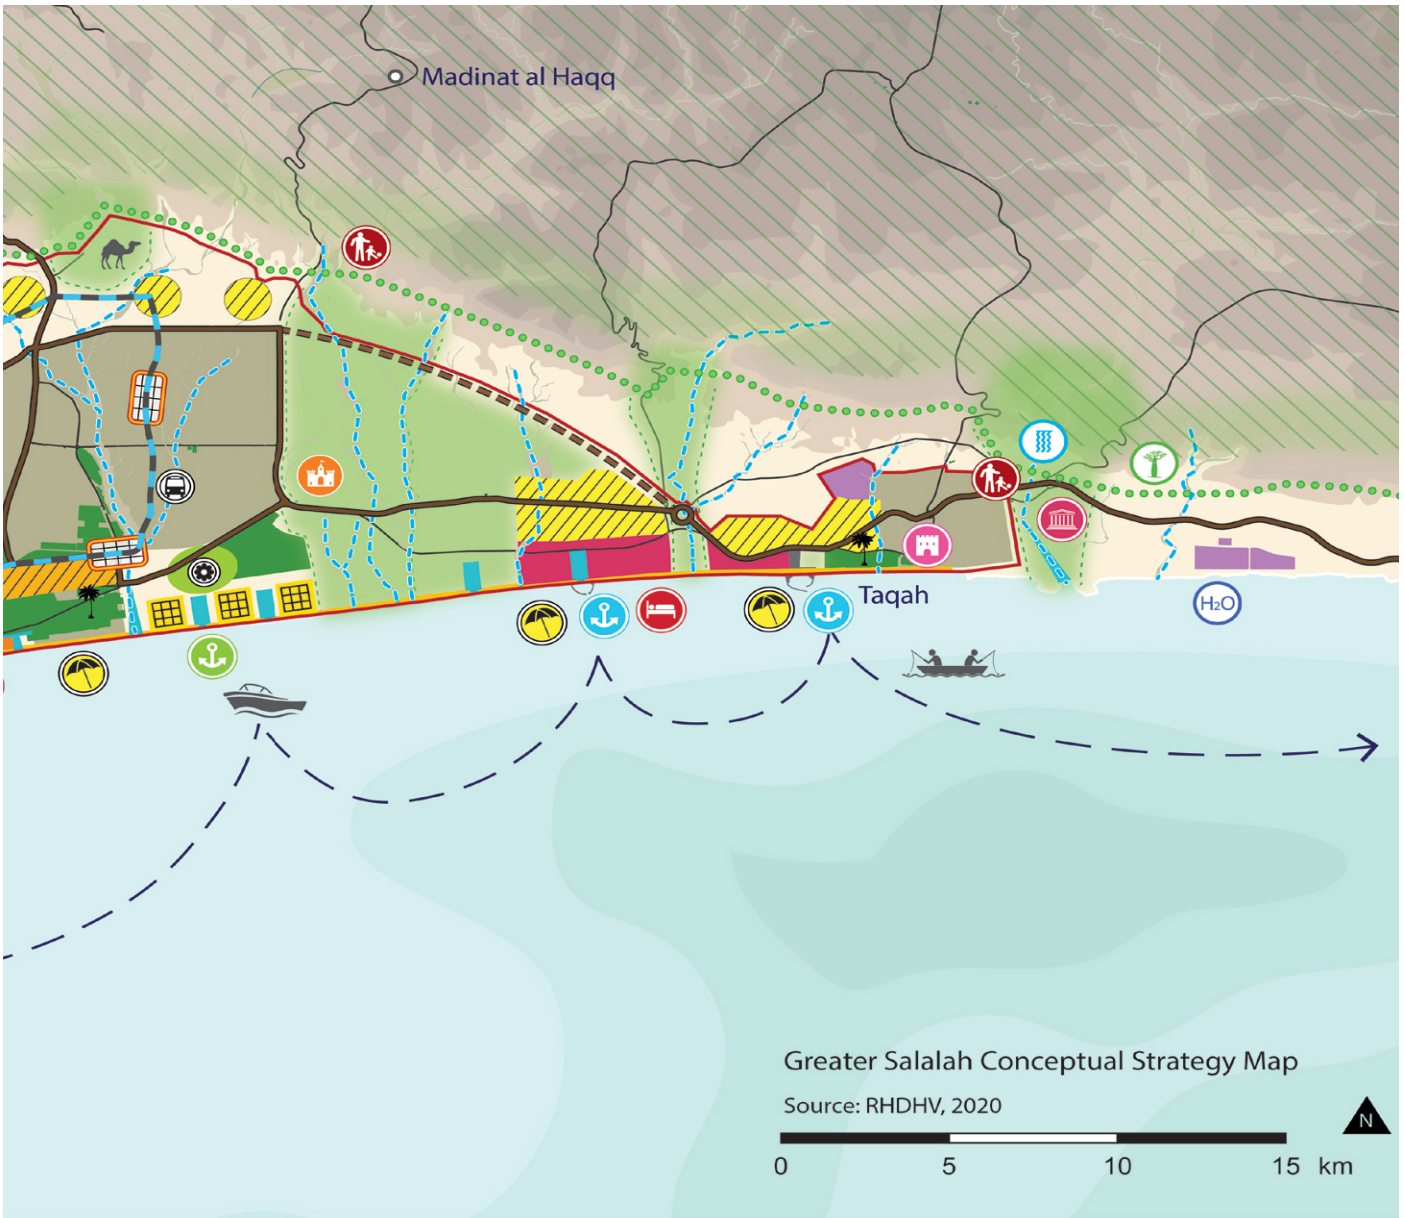 Madinat al Haqq
H₂O
Taqah
Greater Salalah Conceptual Strategy Map
Source: RHDHV, 2020
N
0 5 10 15 km